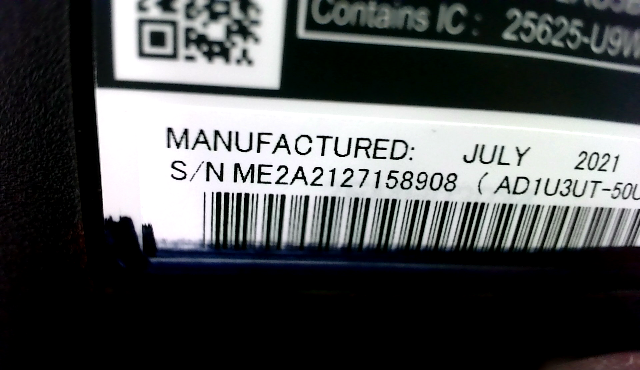 Contains IC : 25625-U9W
MANUFACTURED: JULY 2021
S/N ME2A2127158908 ( AD1U3UT-50U